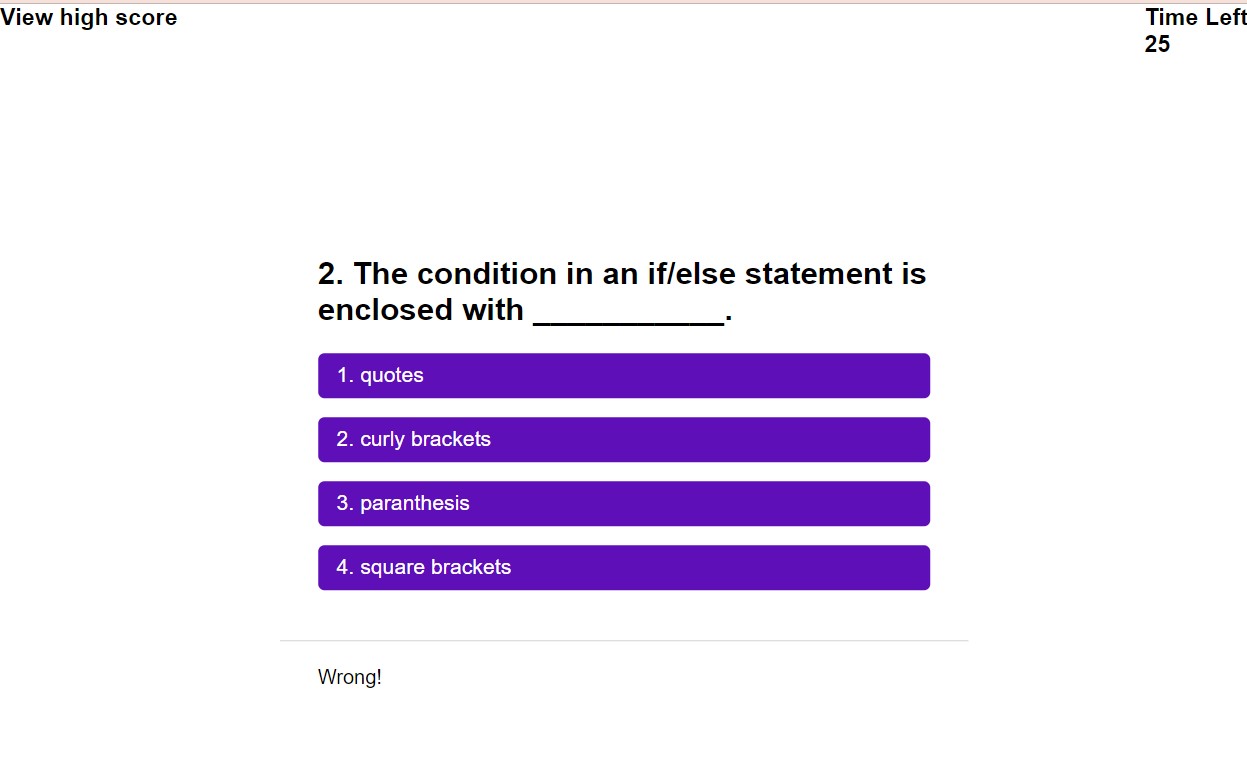 View high score
Time Left
25
2. The condition in an if/else statement is
enclosed with ___________.
1. quotes
2. curly brackets
3. paranthesis
4. square brackets
Wrong!